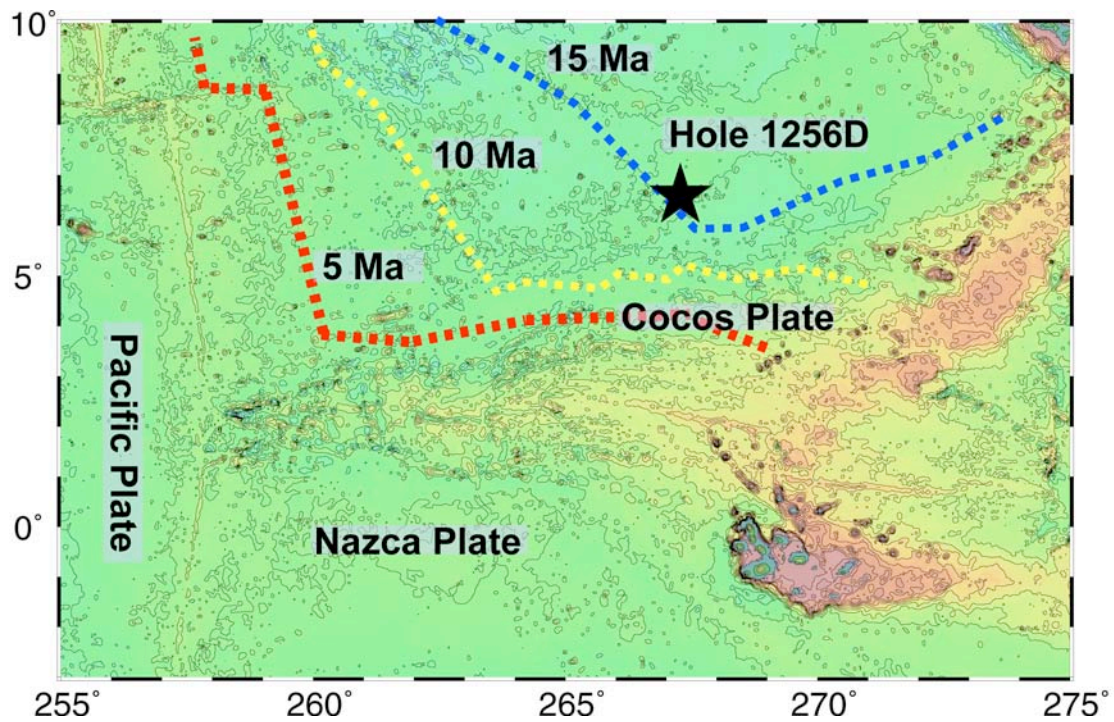 10°
15 Ma
Hole 1256D
10 Ma
5 Ma
5°
Cocos Plate
Pacific Plate
0°
Nazca Plate
255
260
265
270
275°